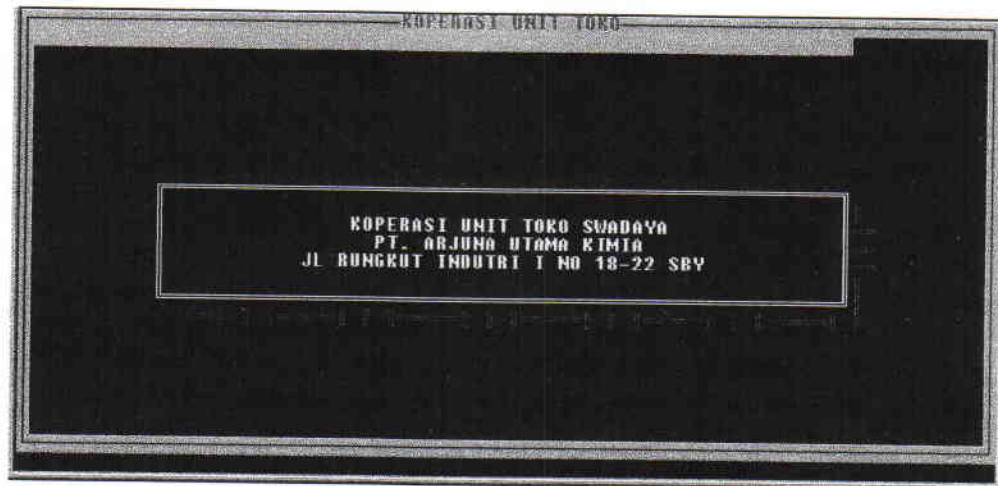 KOPERASI UNIT TOKO
KOPERASI UNIT TOKO SWADAYA
PT. ARJUNA UTAMA KIMIA
JL RUNGKUT INDUTRI I NO 18-22 SBY